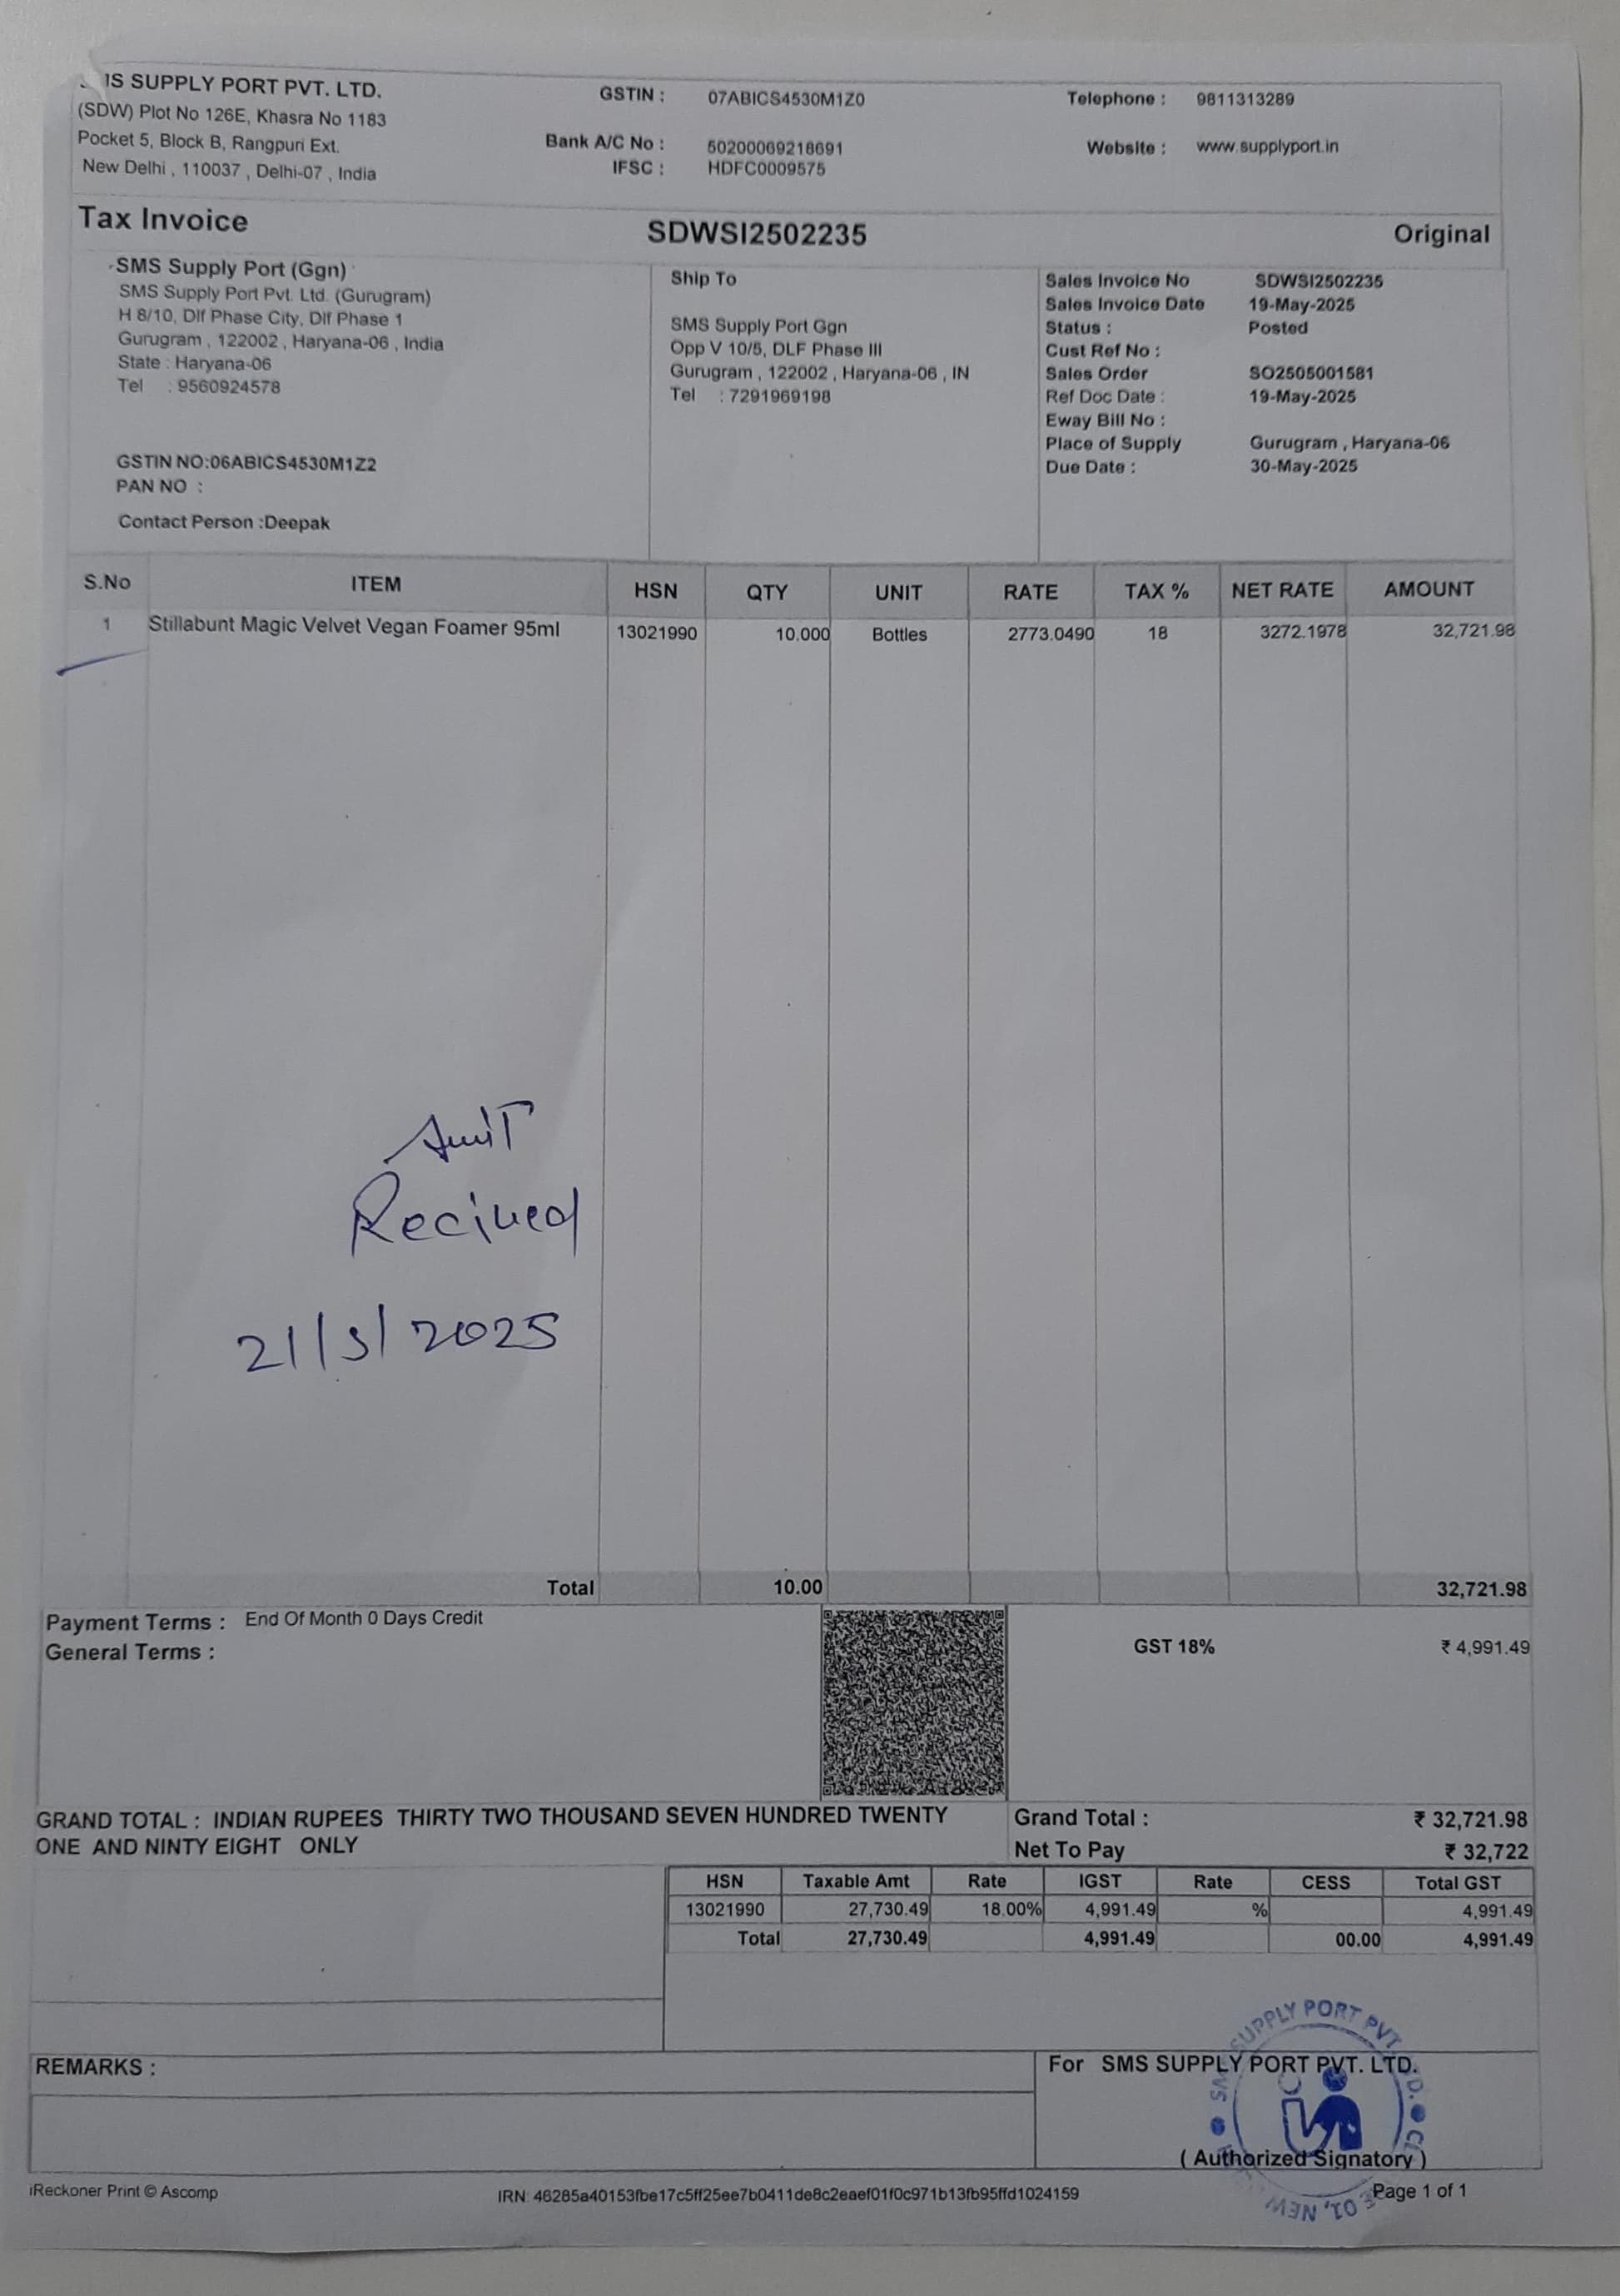 MS SUPPLY PORT PVT. LTD.
(SDW) Plot No 126E, Khasra No 1183
Pocket 5, Block B, Rangpuri Ext.
New Delhi , 110037 , Delhi-07 , India
GSTIN : 07ABICS4530M1Z0
Bank A/C No : 50200069218691
IFSC : HDFC0009575
Telephone : 9811313289
Website : www.supplyport.in
Tax Invoice SDWSI2502235 Original
SMS Supply Port (Ggn)
SMS Supply Port Pvt. Ltd. (Gurugram)
H 8/10, Dlf Phase City, Dlf Phase 1
Gurugram , 122002 , Haryana-06 , India
State : Haryana-06
Tel : 9560924578
GSTIN NO:06ABICS4530M1Z2
PAN NO :
Contact Person :Deepak
Ship To
SMS Supply Port Ggn
Opp V 10/5, DLF Phase III
Gurugram , 122002 , Haryana-06 , IN
Tel : 7291969198
Sales Invoice No SDWSI2502235
Sales Invoice Date 19-May-2025
Status : Posted
Cust Ref No :
Sales Order SO2505001581
Ref Doc Date : 19-May-2025
Eway Bill No :
Place of Supply Gurugram , Haryana-06
Due Date : 30-May-2025
S.No ITEM HSN QTY UNIT RATE TAX % NET RATE AMOUNT
1 Stillabunt Magic Velvet Vegan Foamer 95ml 13021990 10.000 Bottles 2773.0490 18 3272.1978 32,721.98
Amit
Recived
21/5/2025
Total 10.00 32,721.98
Payment Terms : End Of Month 0 Days Credit
General Terms :
GST 18% ₹ 4,991.49
GRAND TOTAL : INDIAN RUPEES THIRTY TWO THOUSAND SEVEN HUNDRED TWENTY
ONE AND NINTY EIGHT ONLY
Grand Total : ₹ 32,721.98
Net To Pay ₹ 32,722
HSN Taxable Amt Rate IGST Rate CESS Total GST
13021990 27,730.49 18.00% 4,991.49 % 4,991.49
Total 27,730.49 4,991.49 00.00 4,991.49
REMARKS :
For SMS SUPPLY PORT PVT. LTD.
SUPPLY PORT PVT
( Authorized Signatory )
iReckoner Print © Ascomp
IRN: 46285a40153fbe17c5ff25ee7b0411de8c2eaef01f0c971b13fb95ffd1024159
Page 1 of 1